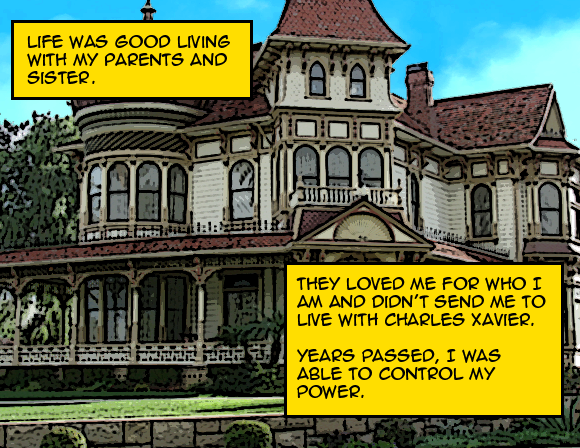 LIFE WAS GOOD LIVING
WITH MY PARENTS AND
SISTER.
THEY LOVED ME FOR WHO I
AM AND DIDN'T SEND ME TO
LIVE WITH CHARLES XAVIER.
YEARS PASSED, I WAS
ABLE TO CONTROL MY
POWER.